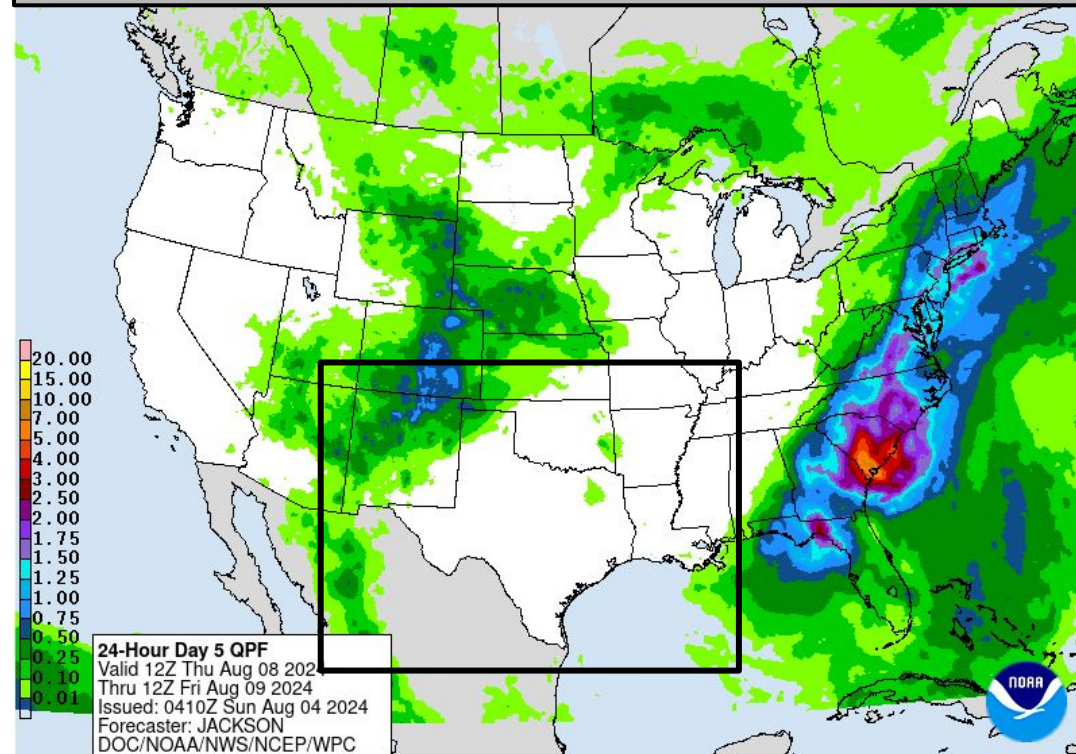 20.00
15.00
10.00
7.00
5.00
4.00
3.00
2.50
2.00
1.75
1.50
1.25
1.00
0.75
0.50
0.25
0.10
0.01
24-Hour Day 5 QPF
Valid 12Z Thu Aug 08 202
Thru 12Z Fri Aug 09 2024
Issued: 0410Z Sun Aug 04 2024
Forecaster: JACKSON
DOC/NOAA/NWS/NCEP/WPC
NOAA